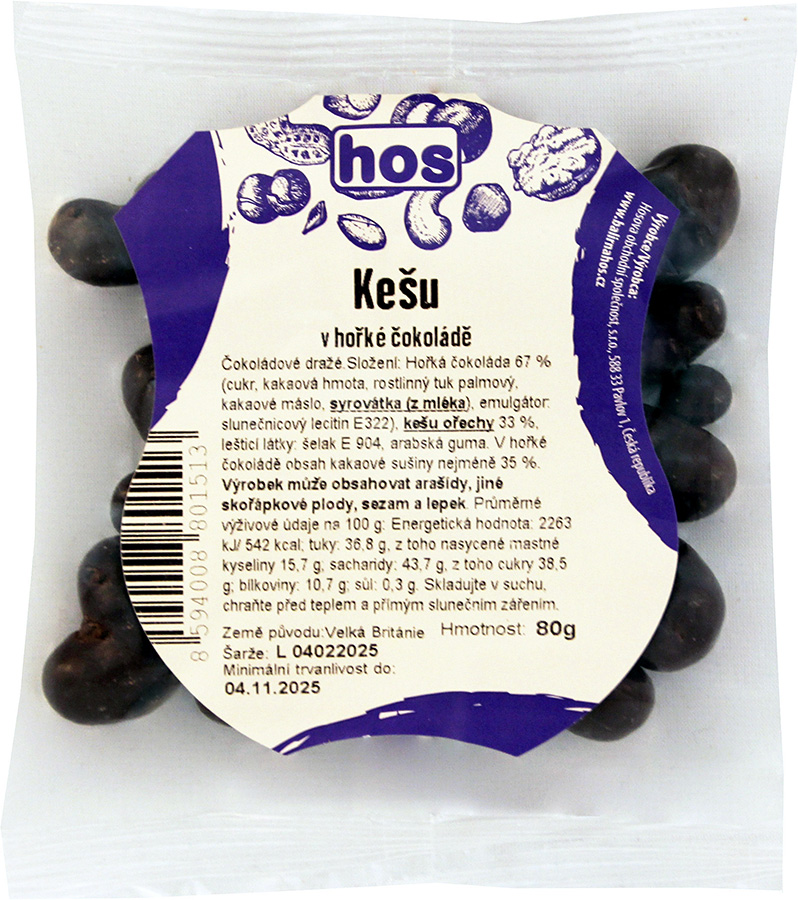 hos
Kešu
v hořké čokoládě
Čokoládové dražé.Složení: Hořká čokoláda 67 %
(cukr, kakaová hmota, rostlinný tuk palmový,
kakaové máslo, syrovátka (z mléka), emulgátor:
slunečnicový lecitin E322), kešu ořechy 33 %,
lešticí látky: šelak E 904, arabská guma. V hořké
čokoládě obsah kakaové sušiny nejméně 35 %.
Výrobek může obsahovat arašídy, jiné
skořápkové plody, sezam a lepek. Průměrné
výživové údaje na 100 g: Energetická hodnota: 2263
kJ/ 542 kcal; tuky: 36,8 g, z toho nasycené mastné
kyseliny 15,7 g; sacharidy: 43,7 g, z toho cukry 38,5
g; bílkoviny: 10,7 g; sůl: 0,3 g. Skladujte v suchu,
chraňte před teplem a přímým slunečním zářením.
Země původu:Velká Británie Hmotnost: 80g
Šarže: L 04022025
Minimální trvanlivost do:
04.11.2025
8 594008 801513
Výrobce/Výrobca:
Hosova obchodní společnost, s.r.o., 588 33 Pavlov 1, Česká republika
www.balirnahos.cz